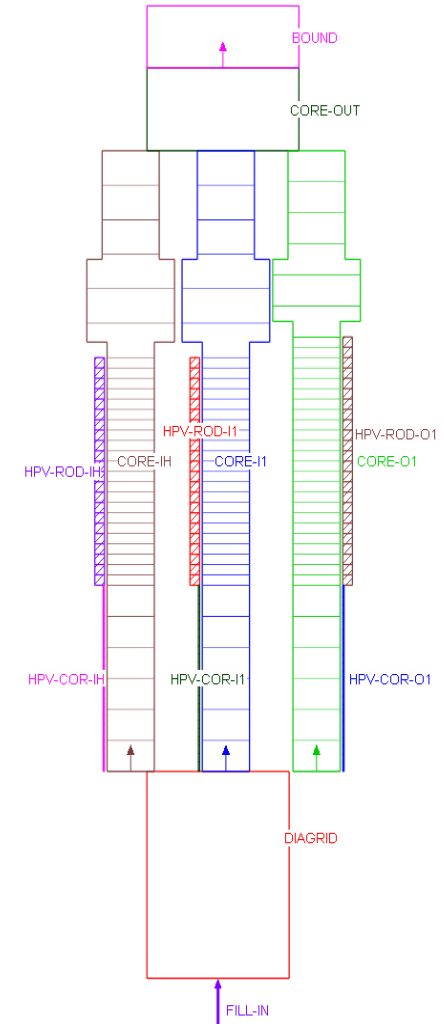 BOUND
CORE-OUT
HPV-ROD-I1
HPV-ROD-O1
HPV-ROD-IH
CORE-IH
CORE-I1
CORE-O1
HPV-COR-IH
HPV-COR-I1
HPV-COR-O1
DIAGRID
FILL-IN